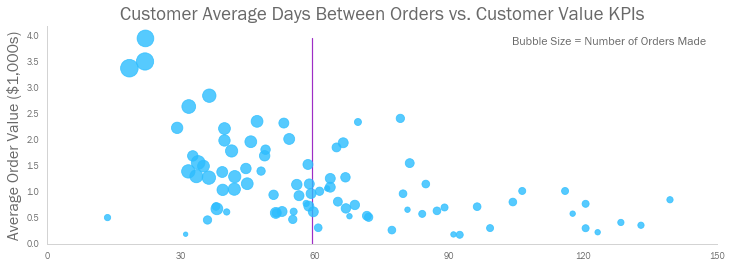 Customer Average Days Between Orders vs. Customer Value KPIs
Bubble Size = Number of Orders Made
Average Order Value ($1,000s)
4.0
3.5
3.0
2.5
2.0
1.5
1.0
0.5
0.0
0 30 60 90 120 150